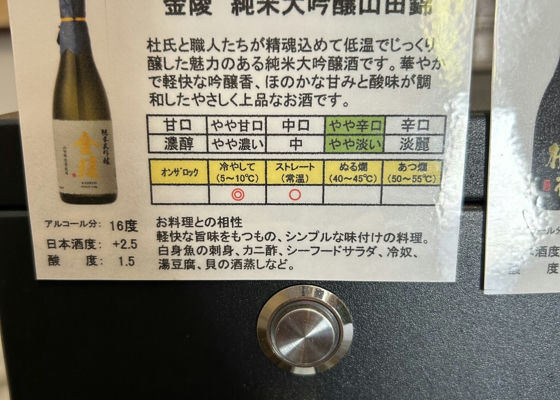 金陵 純米大吟醸山田錦
杜氏と職人たちが精魂込めて低温でじっくり
醸した魅力のある純米大吟醸酒です。華やか
で軽快な吟醸香、ほのかな甘みと酸味が調
和したやさしく上品なお酒です。
甘口 やや甘口 中口 やや辛口 辛口
濃醇 やや濃い 中 やや淡い 淡麗
オンザロック 冷やして (5~10℃) ストレート (常温) ぬる燗 (40~45℃) あつ燗 (50~55℃)
◎ ○
アルコール分: 16度
日本酒度: +2.5
酸 度: 1.5
お料理との相性
軽快な旨味をもつもの、シンプルな味付けの料理。
白身魚の刺身、カニ酢、シーフードサラダ、冷奴、
湯豆腐、貝の酒蒸しなど。